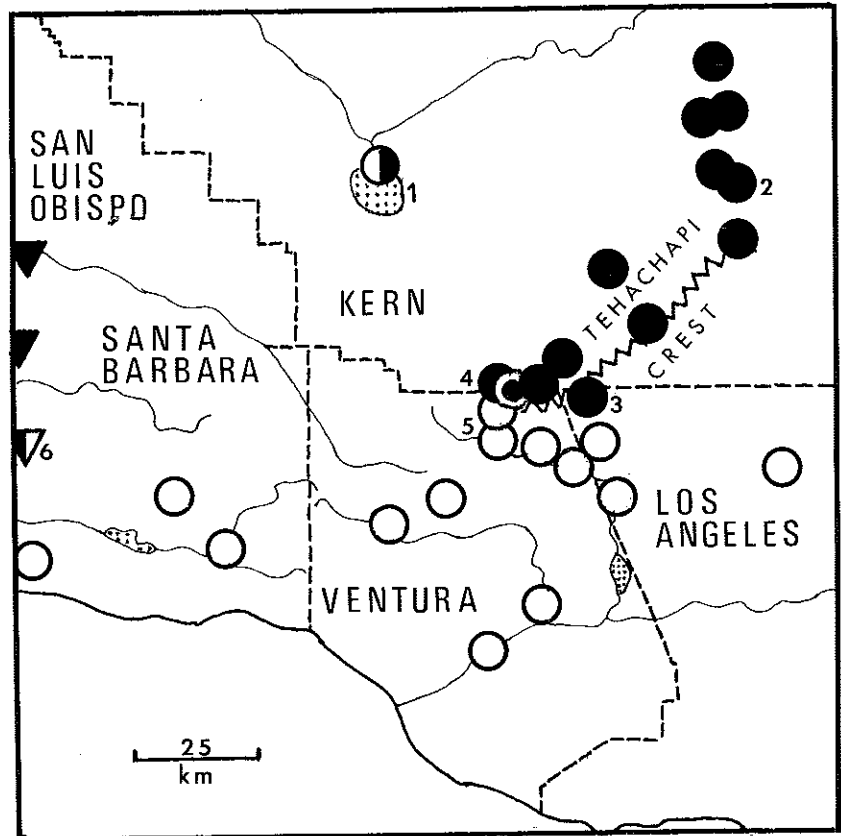 SAN
LUIS
OBISPO
1
2
KERN
TEHACHAPI
CREST
SANTA
BARBARA
4
3
5
6
LOS
ANGELES
VENTURA
25
km